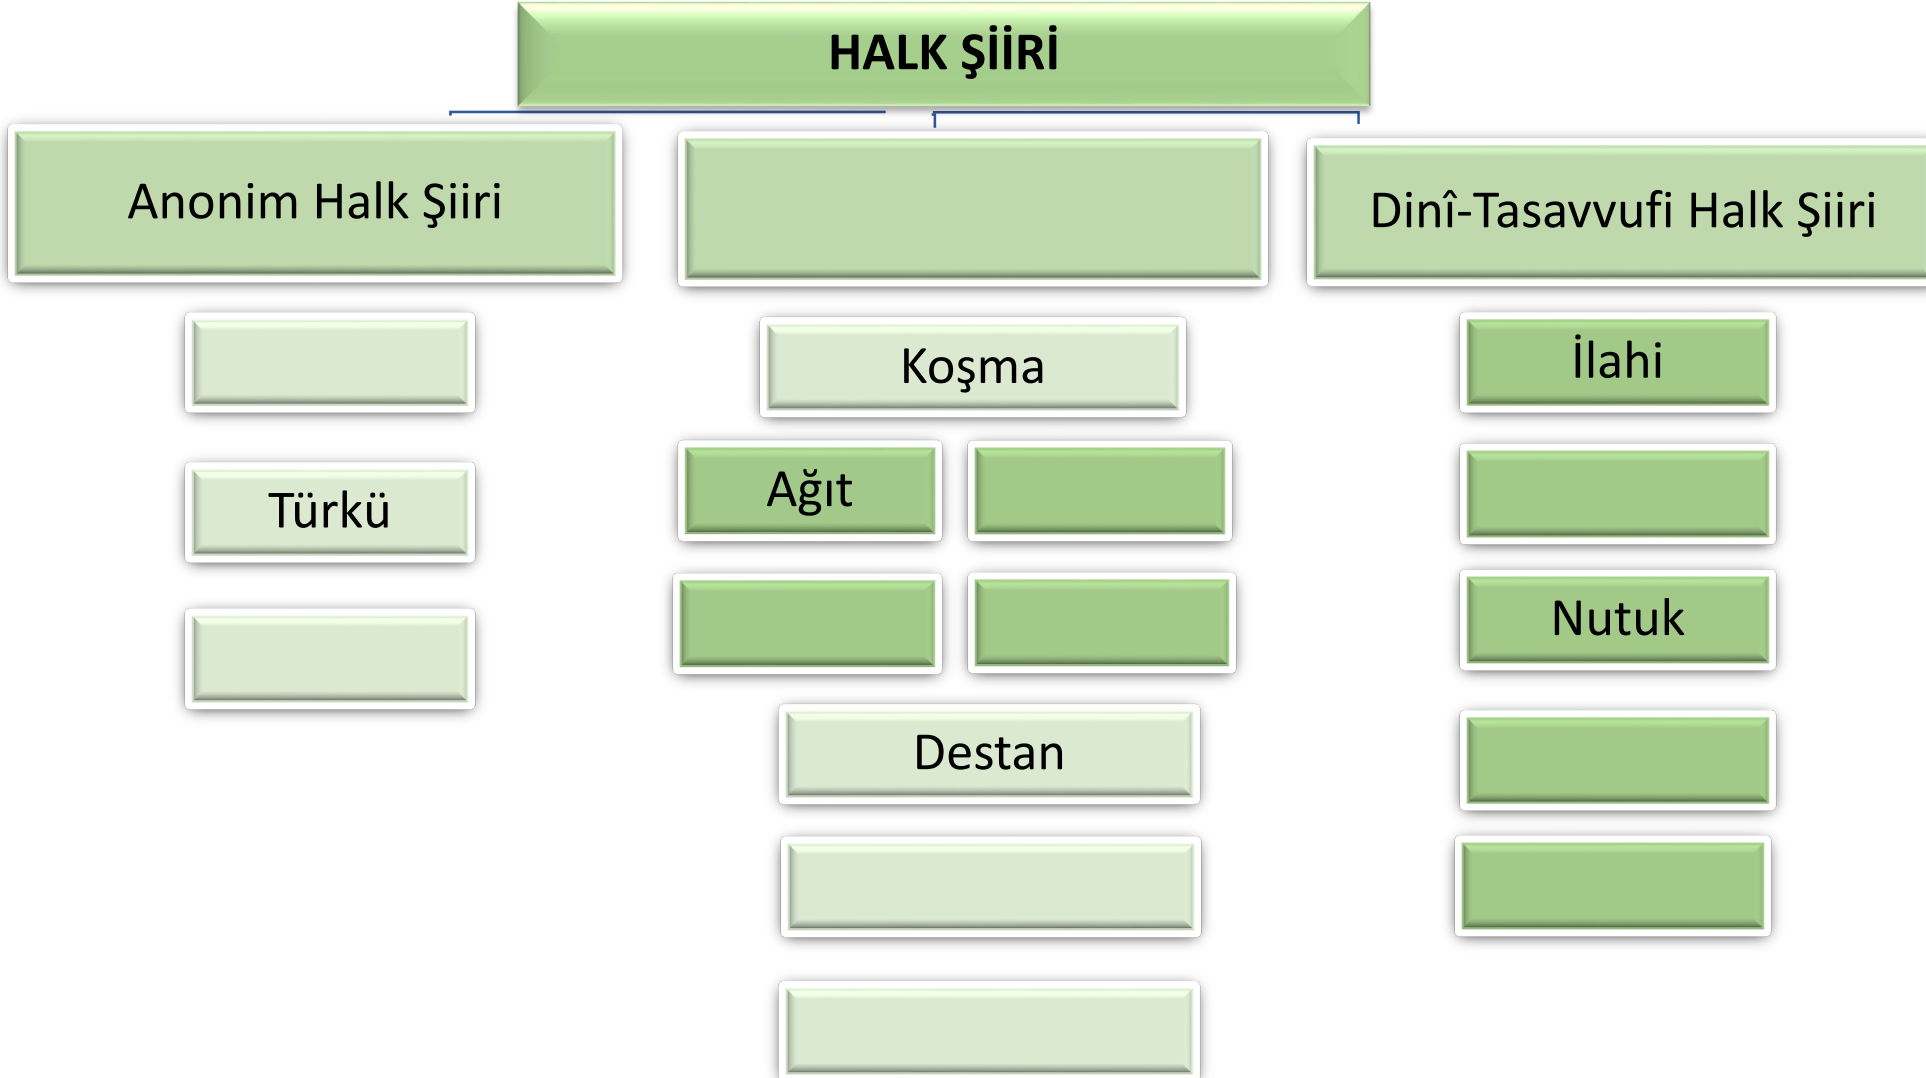 HALK ŞİİRİ
Anonim Halk Şiiri
Dinî-Tasavvufi Halk Şiiri
Koşma
İlahi
Ağıt
Türkü
Nutuk
Destan